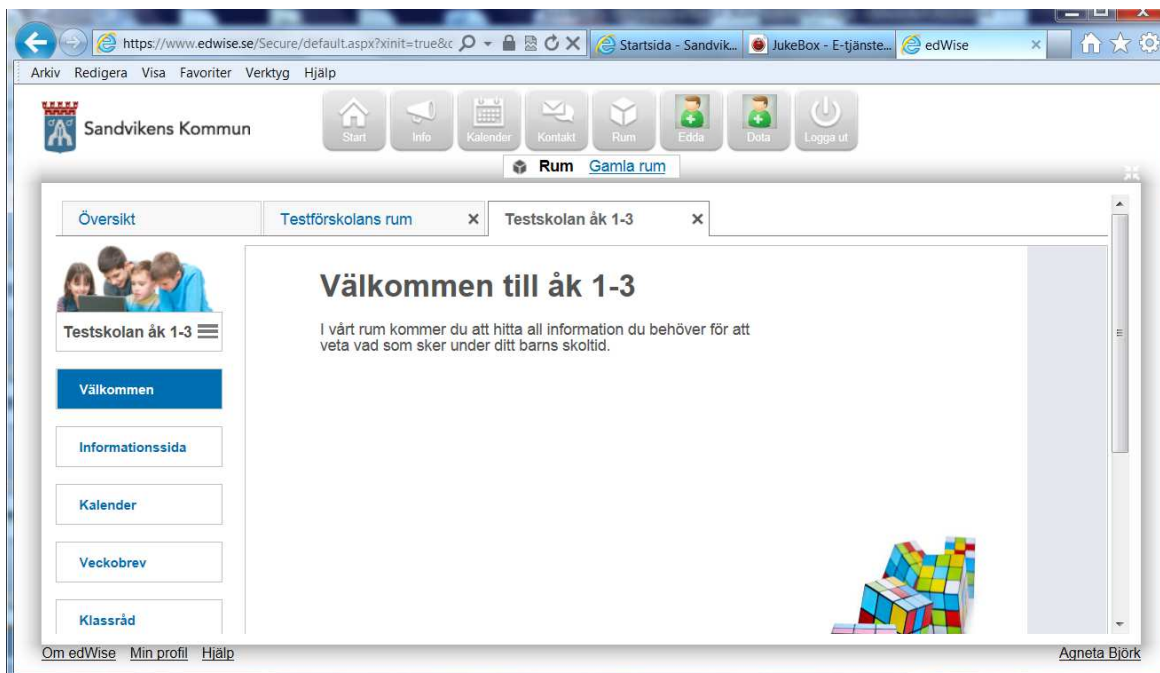 https://www.edwise.se/Secure/default.aspx?xinit=true&c
Startsida - Sandvik...
JukeBox - E-tjänste...
edWise
Arkiv Redigera Visa Favoriter Verktyg Hjälp
Sandvikens Kommun
Start Info Kalender Kontakt Rum Edda Dota Logga ut
Rum Gamla rum
Översikt Testförskolans rum Testskolan åk 1-3
Testskolan åk 1-3
Välkommen
Informationssida
Kalender
Veckobrev
Klassråd
Välkommen till åk 1-3
I vårt rum kommer du att hitta all information du behöver för att
veta vad som sker under ditt barns skoltid.
Om edWise Min profil Hjälp
Agneta Björk